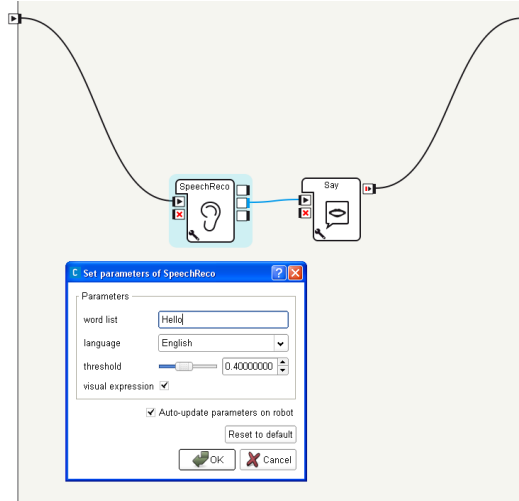 SpeechReco
Say
Set parameters of SpeechReco
Parameters
word list Hello
language English
threshold 0.40000000
visual expression
Auto-update parameters on robot
Reset to default
OK Cancel